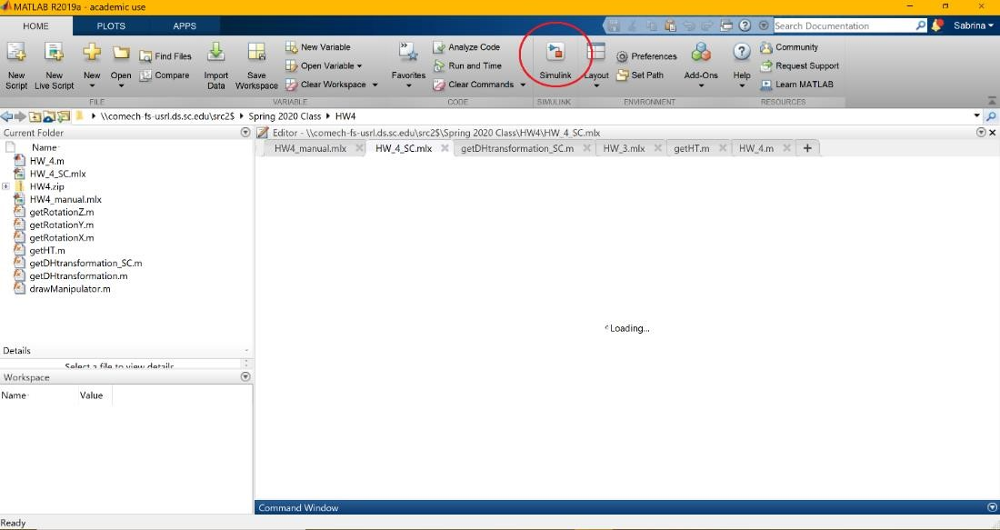 MATLAB R2019a - academic use
HOME PLOTS APPS Search Documentation Sabrina
New Script
New Live Script
New
Open
Find Files
Compare
Import Data
Save Workspace
New Variable
Open Variable
Clear Workspace
Favorites
Analyze Code
Run and Time
Clear Commands
Simulink
Layout
Preferences
Set Path
Add-Ons
Help
Community
Request Support
Learn MATLAB
FILE VARIABLE CODE SIMULINK ENVIRONMENT RESOURCES
\\comech-fs-usrl.ds.sc.edu\src2$ Spring 2020 Class HW4
Current Folder
Name
HW_4.m
HW_4_SC.mlx
HW4.zip
HW4_manual.mlx
getRotationZ.m
getRotationY.m
getRotationX.m
getHT.m
getDHtransformation_SC.m
getDHtransformation.m
drawManipulator.m
Details
Select a file to view details
Workspace
Name Value
Editor - \\comech-fs-usrl.ds.sc.edu\src2$\Spring 2020 Class\HW4\HW_4_SC.mlx
HW4_manual.mlx HW_4_SC.mlx getDHtransformation_SC.m HW_3.mlx getHT.m HW_4.m
Loading...
Command Window
Ready